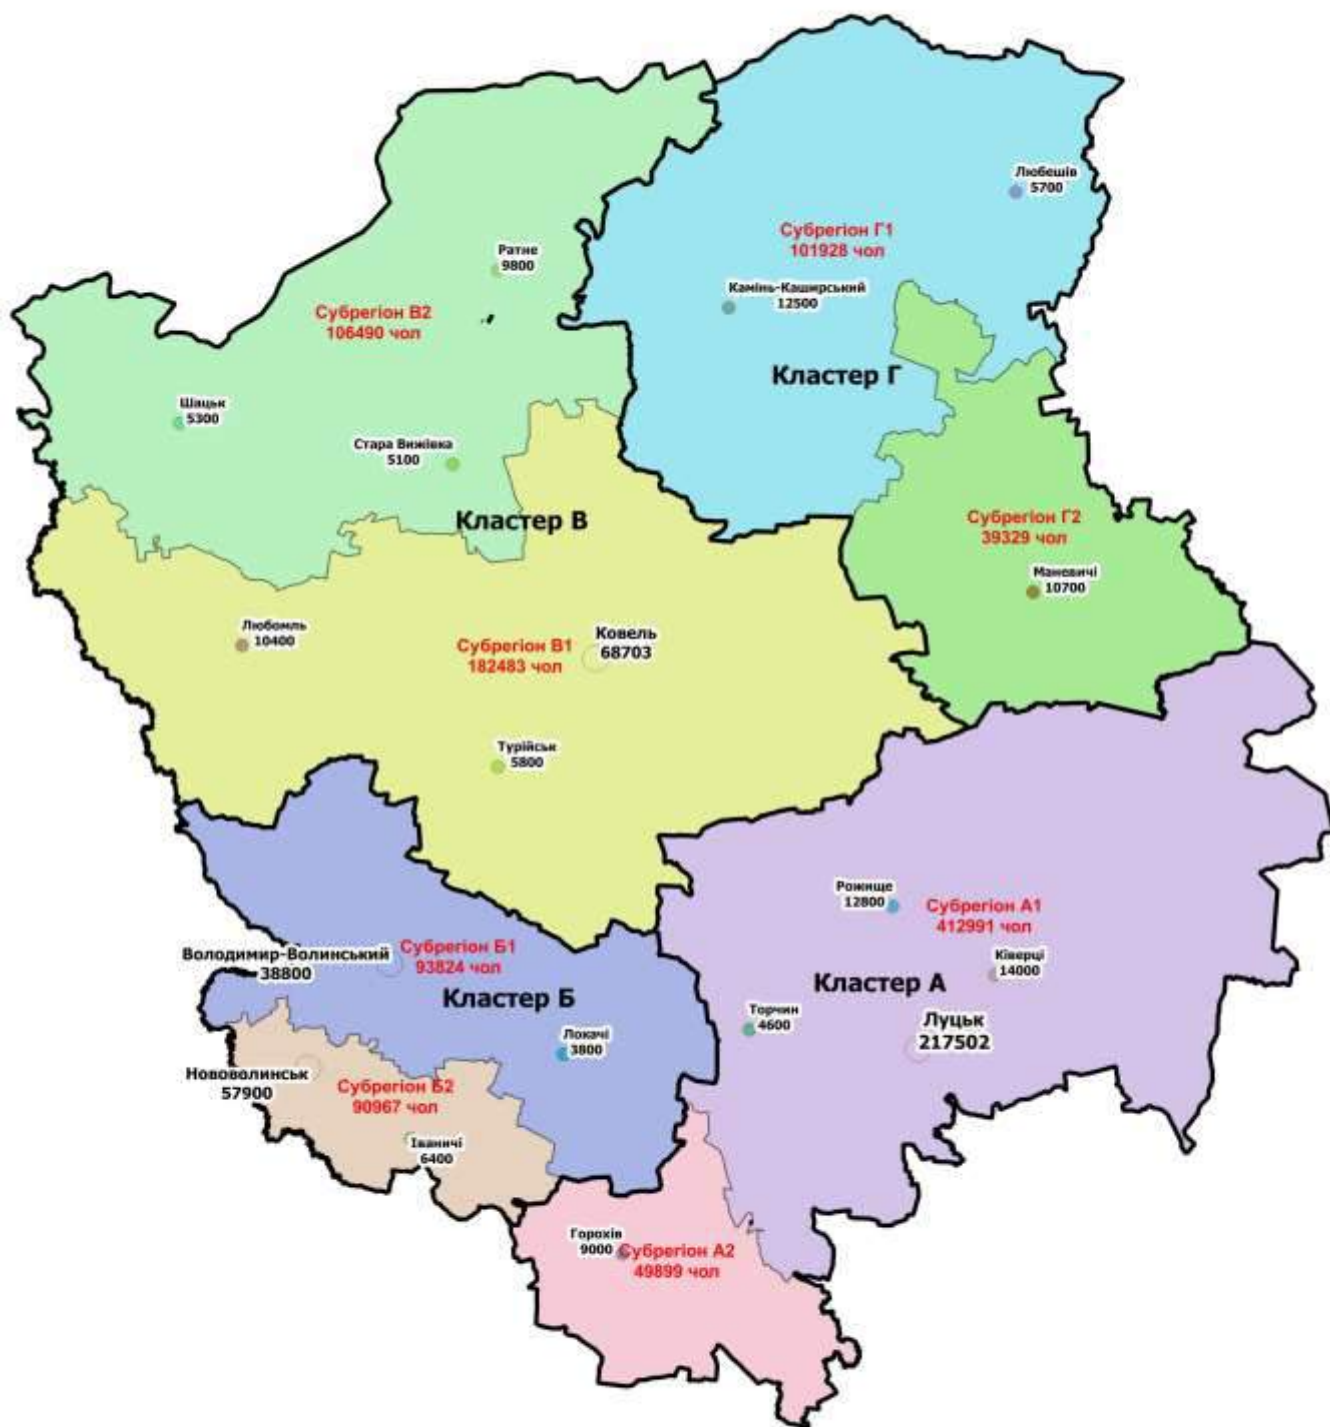 Любешів
5700
Субрегіон Г1
101928 чол
Ратне
9800
Камінь-Каширський
12500
Субрегіон В2
106490 чол
Кластер Г
Шацьк
5300
Стара Вижівка
5100
Кластер В
Субрегіон Г2
39329 чол
Маневичі
10700
Любомль
10400
Субрегіон В1
182483 чол
Ковель
68703
Турійськ
5800
Рожище
12800
Субрегіон А1
412991 чол
Володимир-Волинський
38800
Субрегіон Б1
93824 чол
Ківерці
14000
Кластер А
Кластер Б
Торчин
4600
Луцьк
217502
Локачі
3800
Нововолинськ
57900
Субрегіон Б2
90967 чол
Іваничі
6400
Горохів
9000
Субрегіон А2
49899 чол